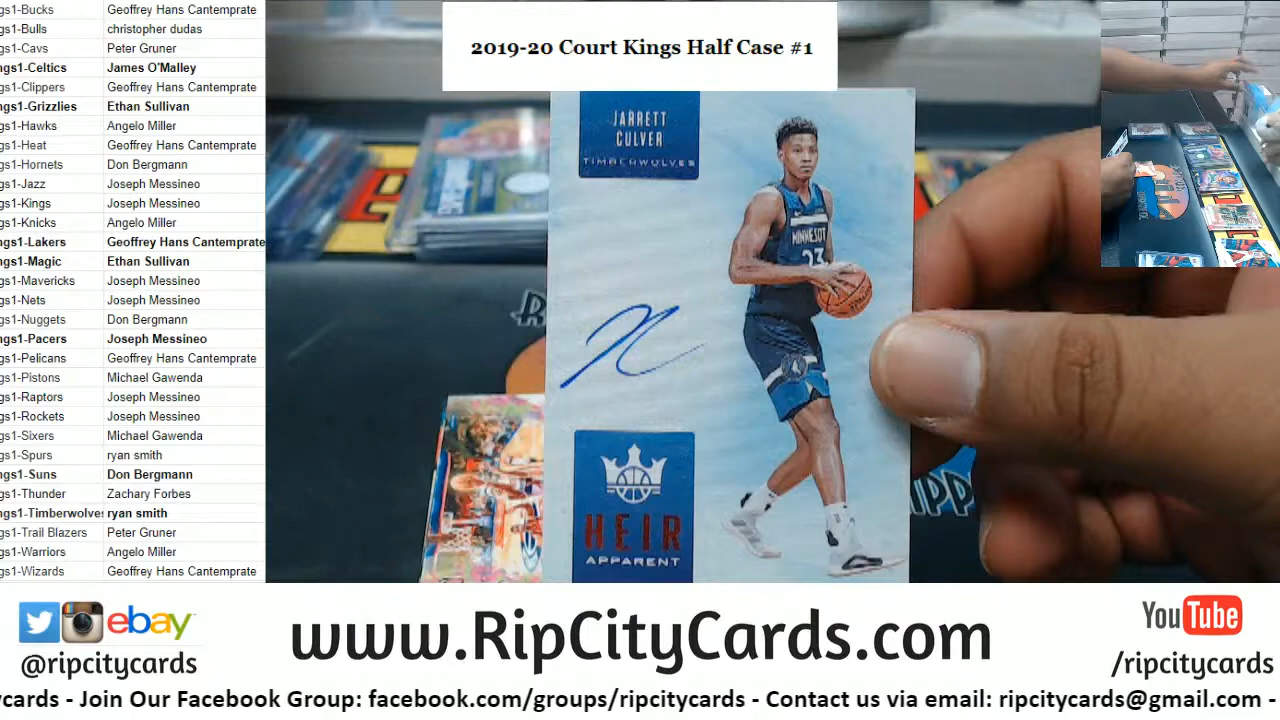 2019-20 Court Kings Half Case #1
gs1-Bucks Geoffrey Hans Cantemprate
gs1-Bulls christopher dudas
gs1-Cavs Peter Gruner
ngs1-Celtics James O'Malley
gs1-Clippers Geoffrey Hans Cantemprate
ngs1-Grizzlies Ethan Sullivan
gs1-Hawks Angelo Miller
gs1-Heat Geoffrey Hans Cantemprate
gs1-Hornets Don Bergmann
gs1-Jazz Joseph Messineo
gs1-Kings Joseph Messineo
gs1-Knicks Angelo Miller
ngs1-Lakers Geoffrey Hans Cantemprate
ngs1-Magic Ethan Sullivan
gs1-Mavericks Joseph Messineo
gs1-Nets Joseph Messineo
gs1-Nuggets Don Bergmann
ngs1-Pacers Joseph Messineo
gs1-Pelicans Geoffrey Hans Cantemprate
gs1-Pistons Michael Gawenda
gs1-Raptors Joseph Messineo
gs1-Rockets Joseph Messineo
gs1-Sixers Michael Gawenda
gs1-Spurs ryan smith
ngs1-Suns Don Bergmann
gs1-Thunder Zachary Forbes
ngs1-Timberwolves ryan smith
gs1-Trail Blazers Peter Gruner
gs1-Warriors Angelo Miller
gs1-Wizards Geoffrey Hans Cantemprate
JARRETT
CULVER
TIMBERWOLVES
MINNESOT
23
HEIR
APPARENT
ebay
@ripcitycards
www.RipCityCards.com
YouTube
/ripcitycards
ycards - Join Our Facebook Group: facebook.com/groups/ripcitycards - Contact us via email: ripcitycards@gmail.com -